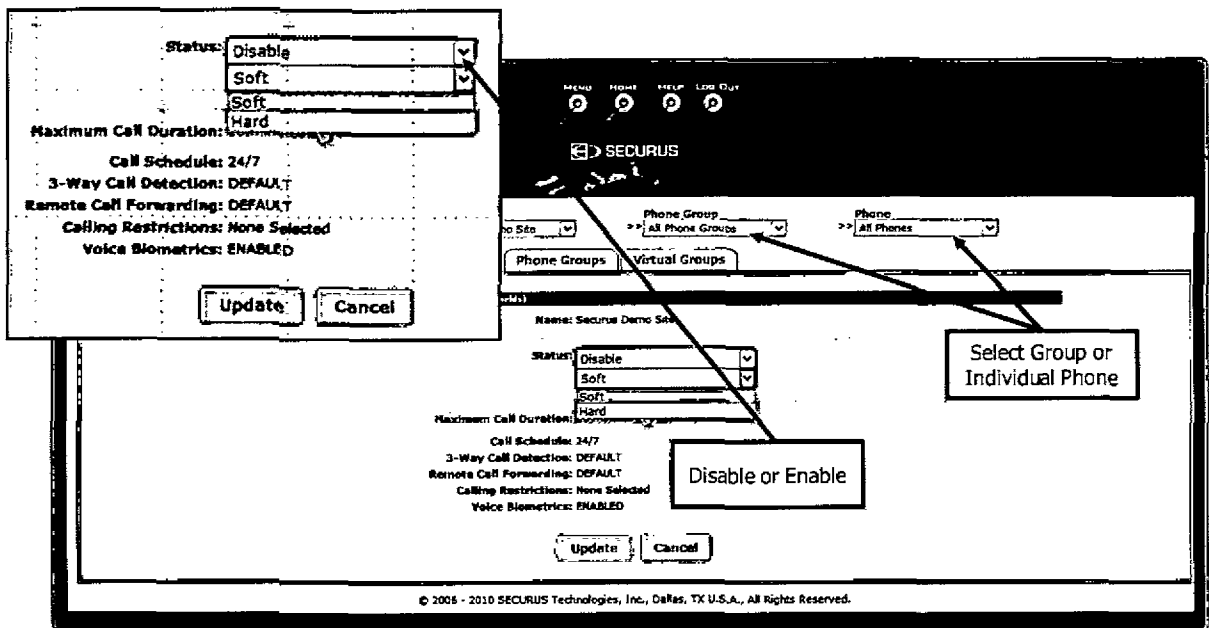 Status: Disable
Soft
Soft
Hard
Maximum Call Duration:
Call Schedule: 24/7
3-Way Call Detection: DEFAULT
Remote Call Forwarding: DEFAULT
Calling Restrictions: None Selected
Voice Biometrics: ENABLED
Update Cancel
MENU HOME HELP LOG OUT
SECURUS
Phone Group Phone
Site >> All Phone Groups >> All Phones
Phone Groups Virtual Groups
Name: Securus Demo Site
Status: Disable
Soft
Soft
Hard
Maximum Call Duration:
Call Schedule: 24/7
3-Way Call Detection: DEFAULT
Remote Call Forwarding: DEFAULT
Calling Restrictions: None Selected
Voice Biometrics: ENABLED
Update Cancel
Select Group or
Individual Phone
Disable or Enable
© 2006 - 2010 SECURUS Technologies, Inc., Dallas, TX U.S.A., All Rights Reserved.